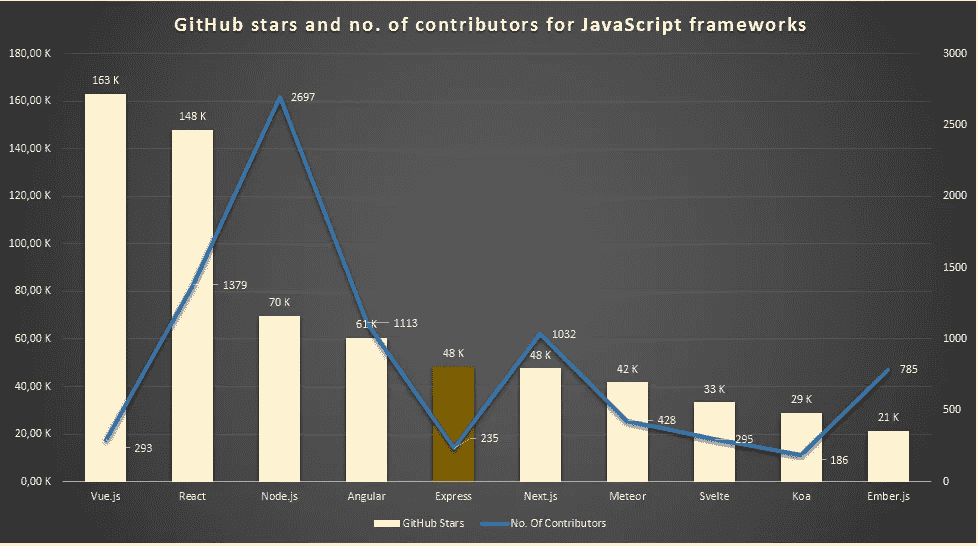 GitHub stars and no. of contributors for JavaScript frameworks
180,00 K
160,00 K
140,00 K
120,00 K
100,00 K
80,00 K
60,00 K
40,00 K
20,00 K
0,00 K
163 K
148 K
70 K
61 K
48 K
48 K
42 K
33 K
29 K
21 K
293
1379
2697
1113
235
1032
428
295
186
785
3000
2500
2000
1500
1000
500
0
Vue.js React Node.js Angular Express Next.js Meteor Svelte Koa Ember.js
GitHub Stars No. Of Contributors